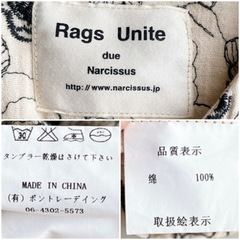 Rags Unite
due
Narcissus
http://www.narcissus.jp
タンブラー乾燥はさけて下さい
MADE IN CHINA
(有)ポントレーディング
06-4302-5573
品質表示
綿 100%
取扱絵表示